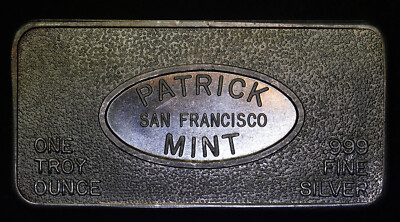 PATRICK
SAN FRANCISCO
MINT
ONE
TROY
OUNCE
.999
FINE
SILVER